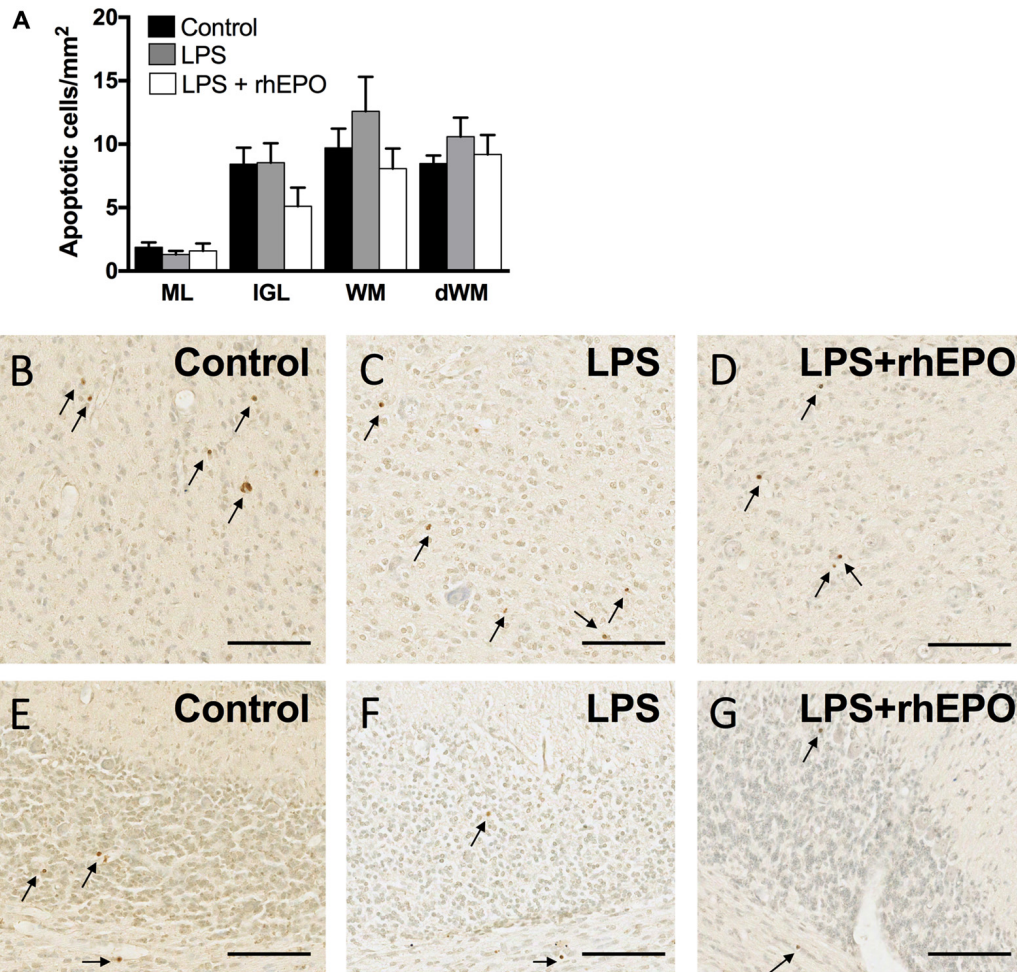 A
Apoptotic cells/mm²
20
15
10
5
0
Control
LPS
LPS + rhEPO
ML
IGL
WM
dWM
B
Control
C
LPS
D
LPS+rhEPO
E
Control
F
LPS
G
LPS+rhEPO